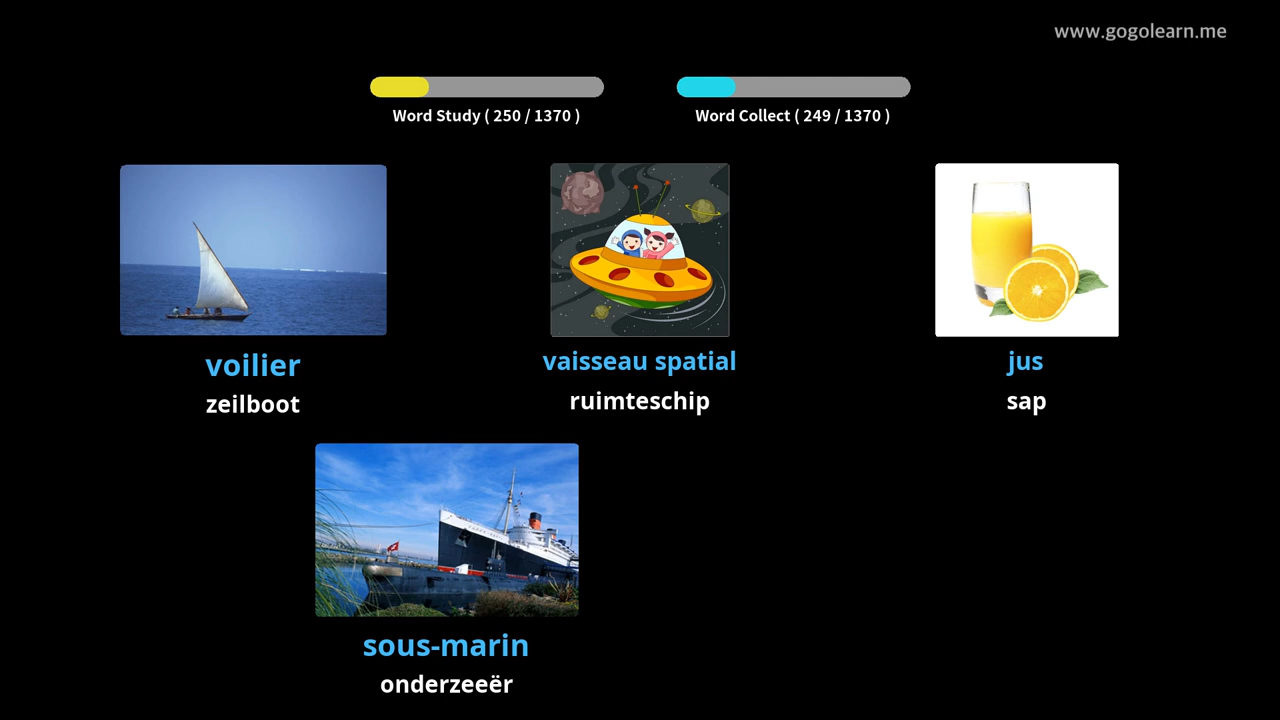 www.gogolearn.me
Word Study ( 250 / 1370 )
Word Collect ( 249 / 1370 )
voilier
zeilboot
vaisseau spatial
ruimteschip
jus
sap
sous-marin
onderzeeër